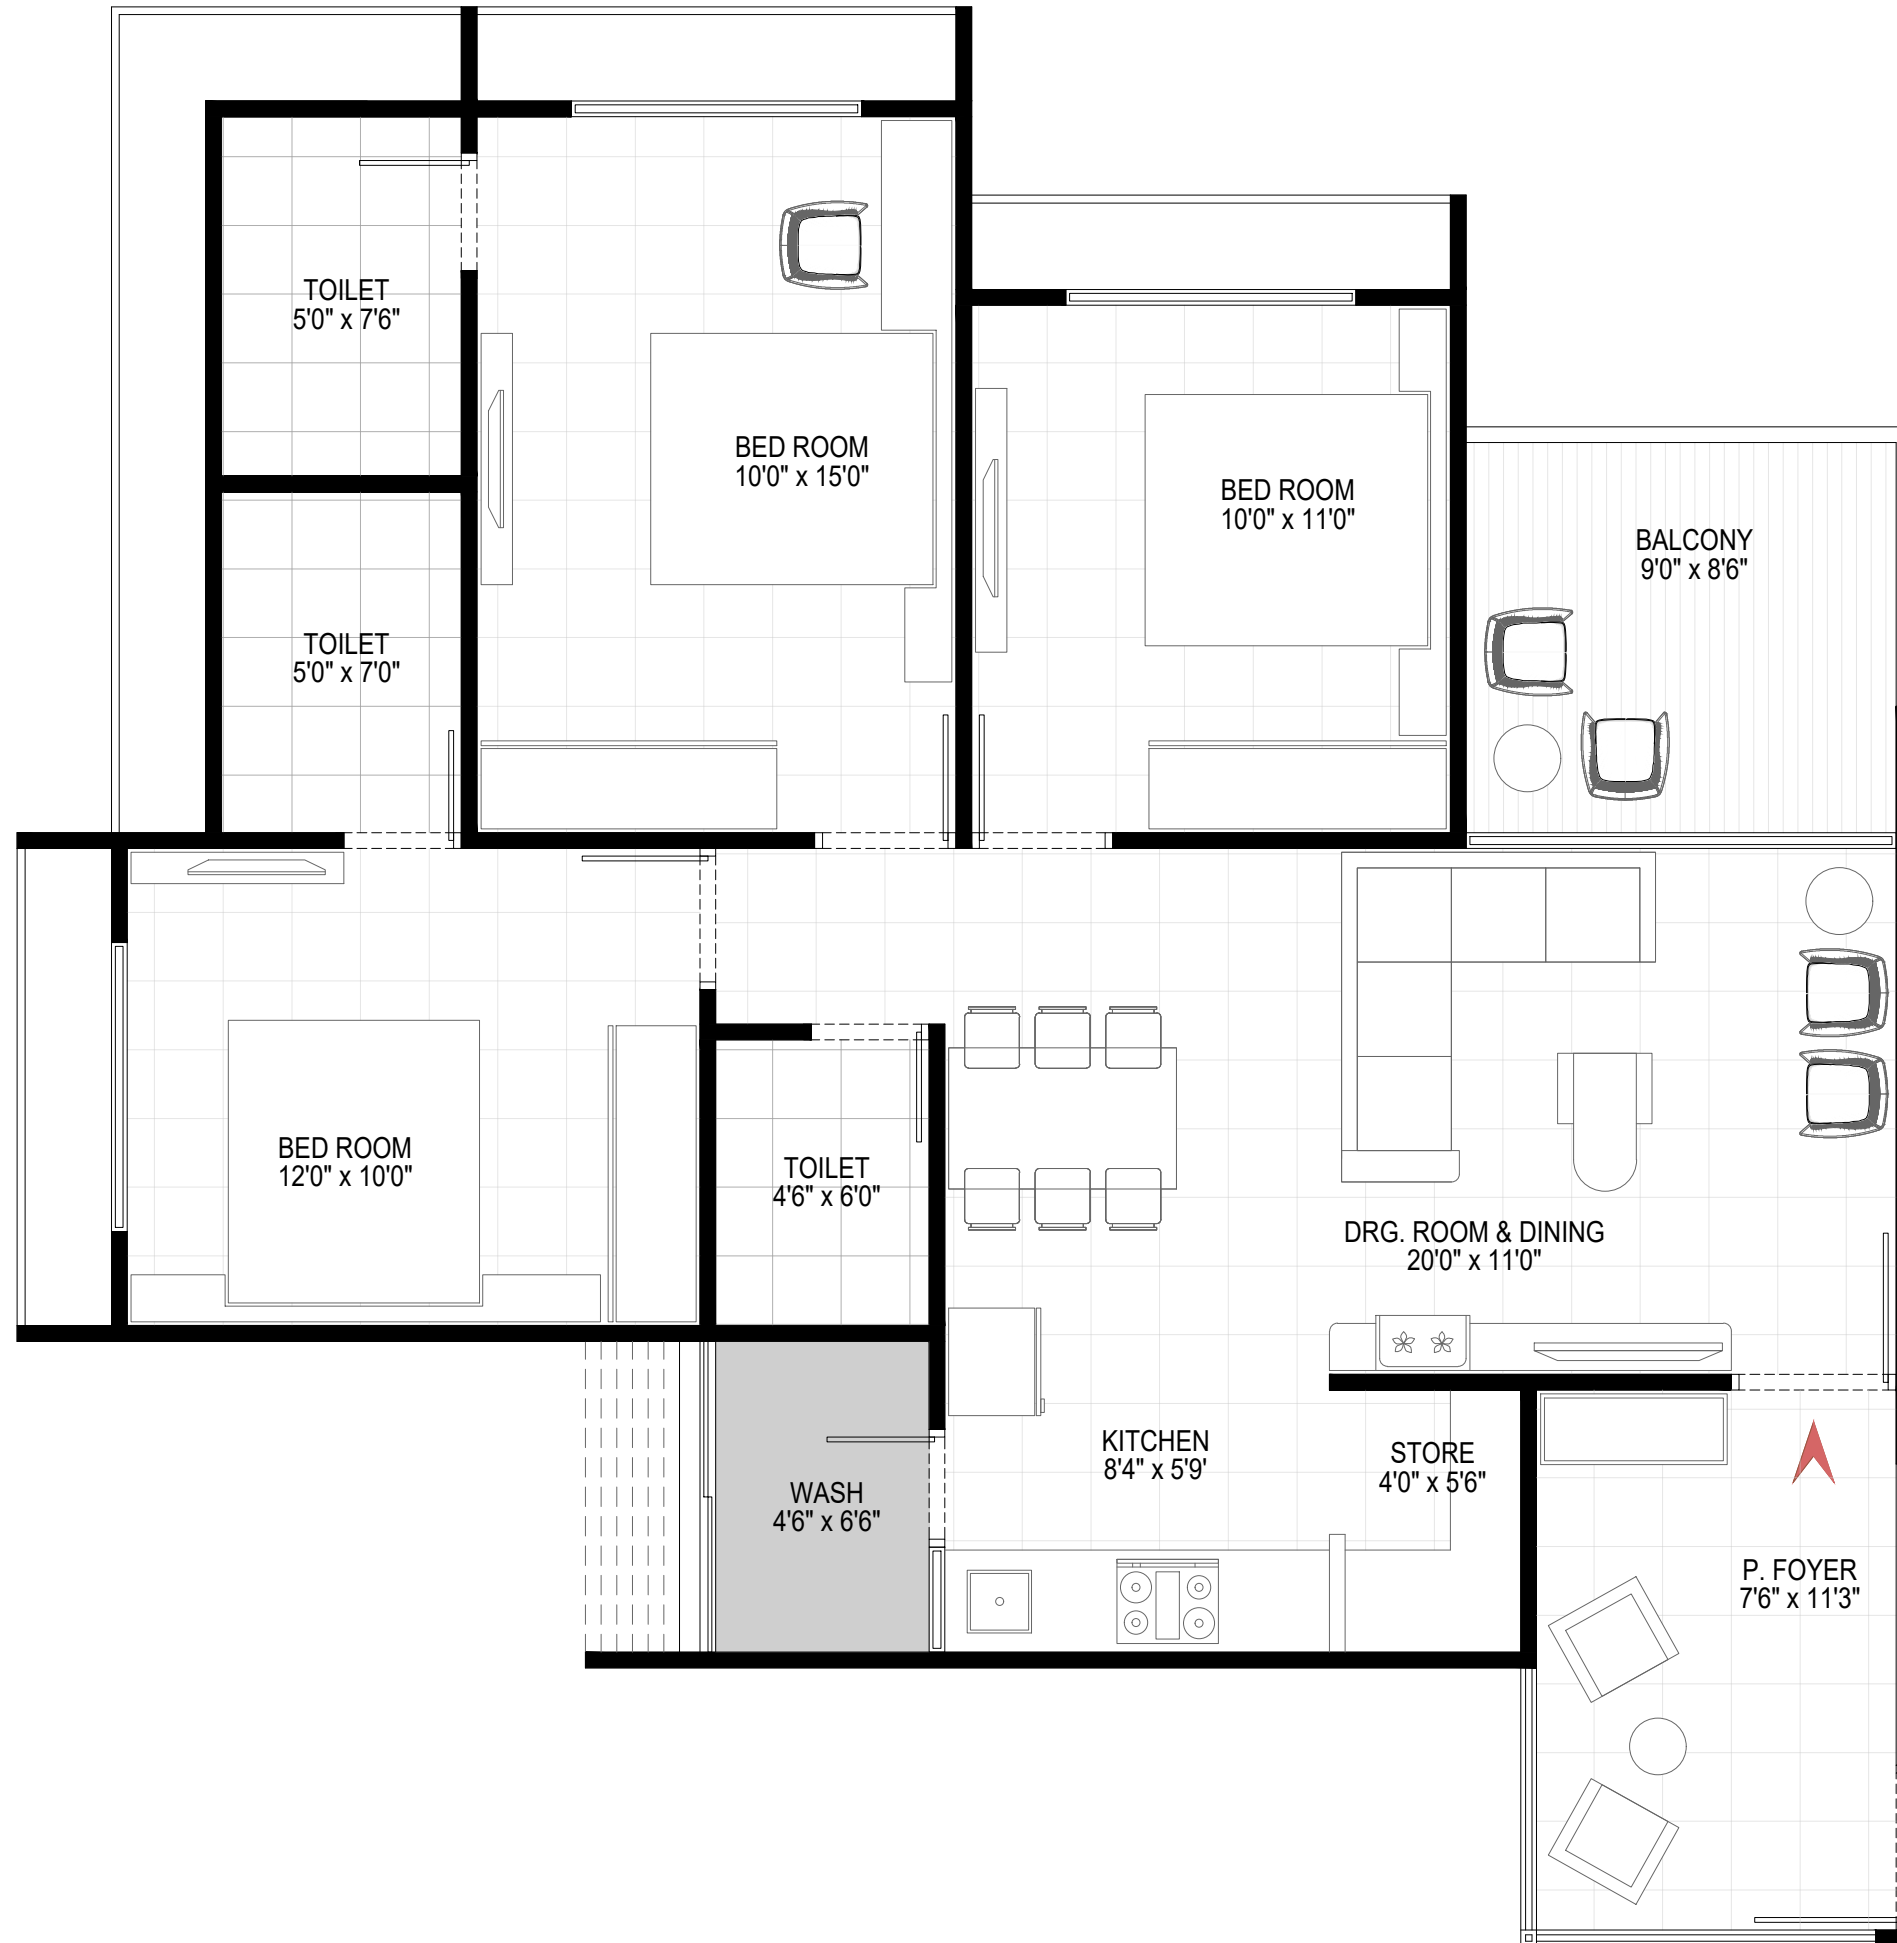 TOILET
5'0" x 7'6"
BED ROOM
10'0" x 15'0"
BED ROOM
10'0" x 11'0"
BALCONY
9'0" x 8'6"
TOILET
5'0" x 7'0"
BED ROOM
12'0" x 10'0"
TOILET
4'6" x 6'0"
DRG. ROOM & DINING
20'0" x 11'0"
KITCHEN
8'4" x 5'9'
STORE
4'0" x 5'6"
WASH
4'6" x 6'6"
P. FOYER
7'6" x 11'3"